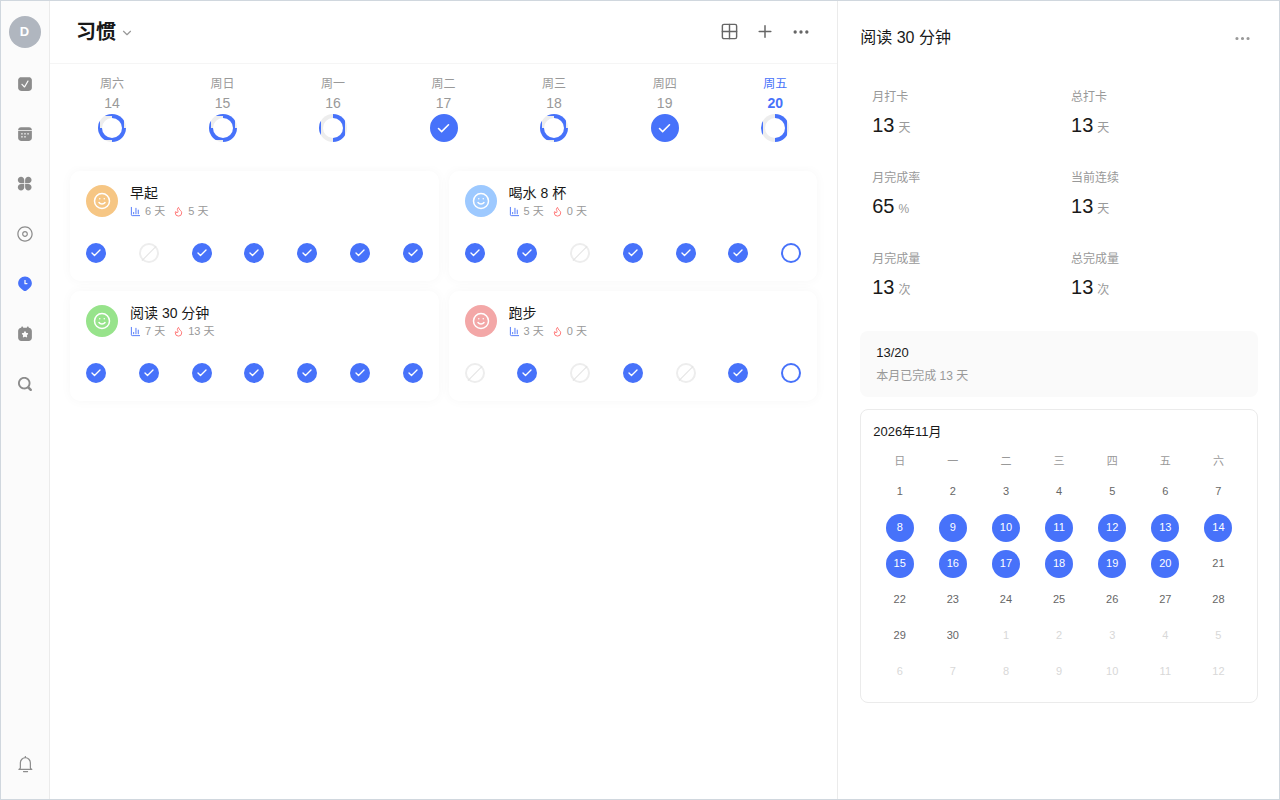 D
习惯
周六 周日 周一 周二 周三 周四 周五
14 15 16 17 18 19 20
早起
6 天 5 天
喝水 8 杯
5 天 0 天
阅读 30 分钟
7 天 13 天
跑步
3 天 0 天
阅读 30 分钟
月打卡 总打卡
13 天 13 天
月完成率 当前连续
65 % 13 天
月完成量 总完成量
13 次 13 次
13/20
本月已完成 13 天
2026年11月
日 一 二 三 四 五 六
1 2 3 4 5 6 7
8 9 10 11 12 13 14
15 16 17 18 19 20 21
22 23 24 25 26 27 28
29 30 1 2 3 4 5
6 7 8 9 10 11 12